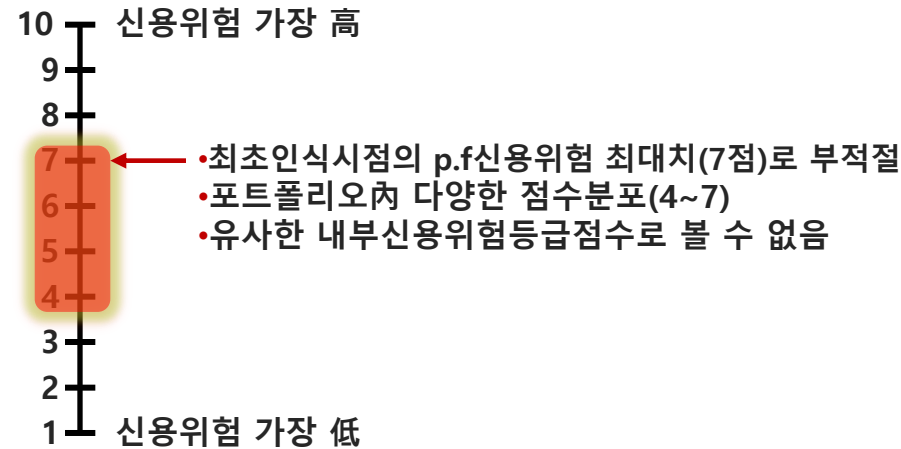 10 신용위험 가장 高
9
8
7 •최초인식시점의 p.f신용위험 최대치(7점)로 부적절
6 •포트폴리오內 다양한 점수분포(4~7)
5 •유사한 내부신용위험등급점수로 볼 수 없음
4
3
2
1 신용위험 가장 低